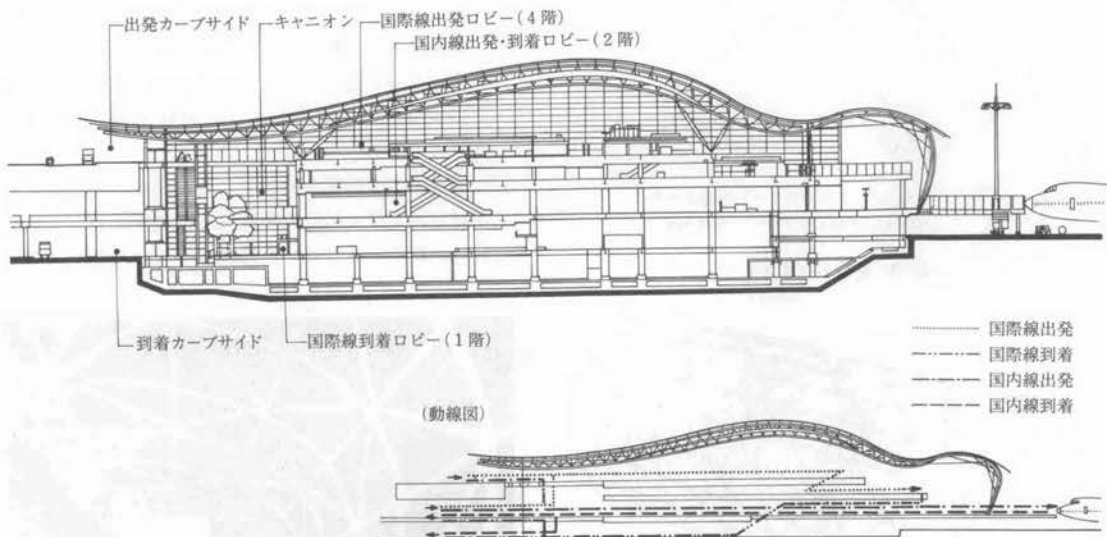 出発カーブサイド
キャニオン
国際線出発ロビー(4階)
国内線出発・到着ロビー(2階)
到着カーブサイド
国際線到着ロビー(1階)
国際線出発
国際線到着
国内線出発
国内線到着
(動線図)